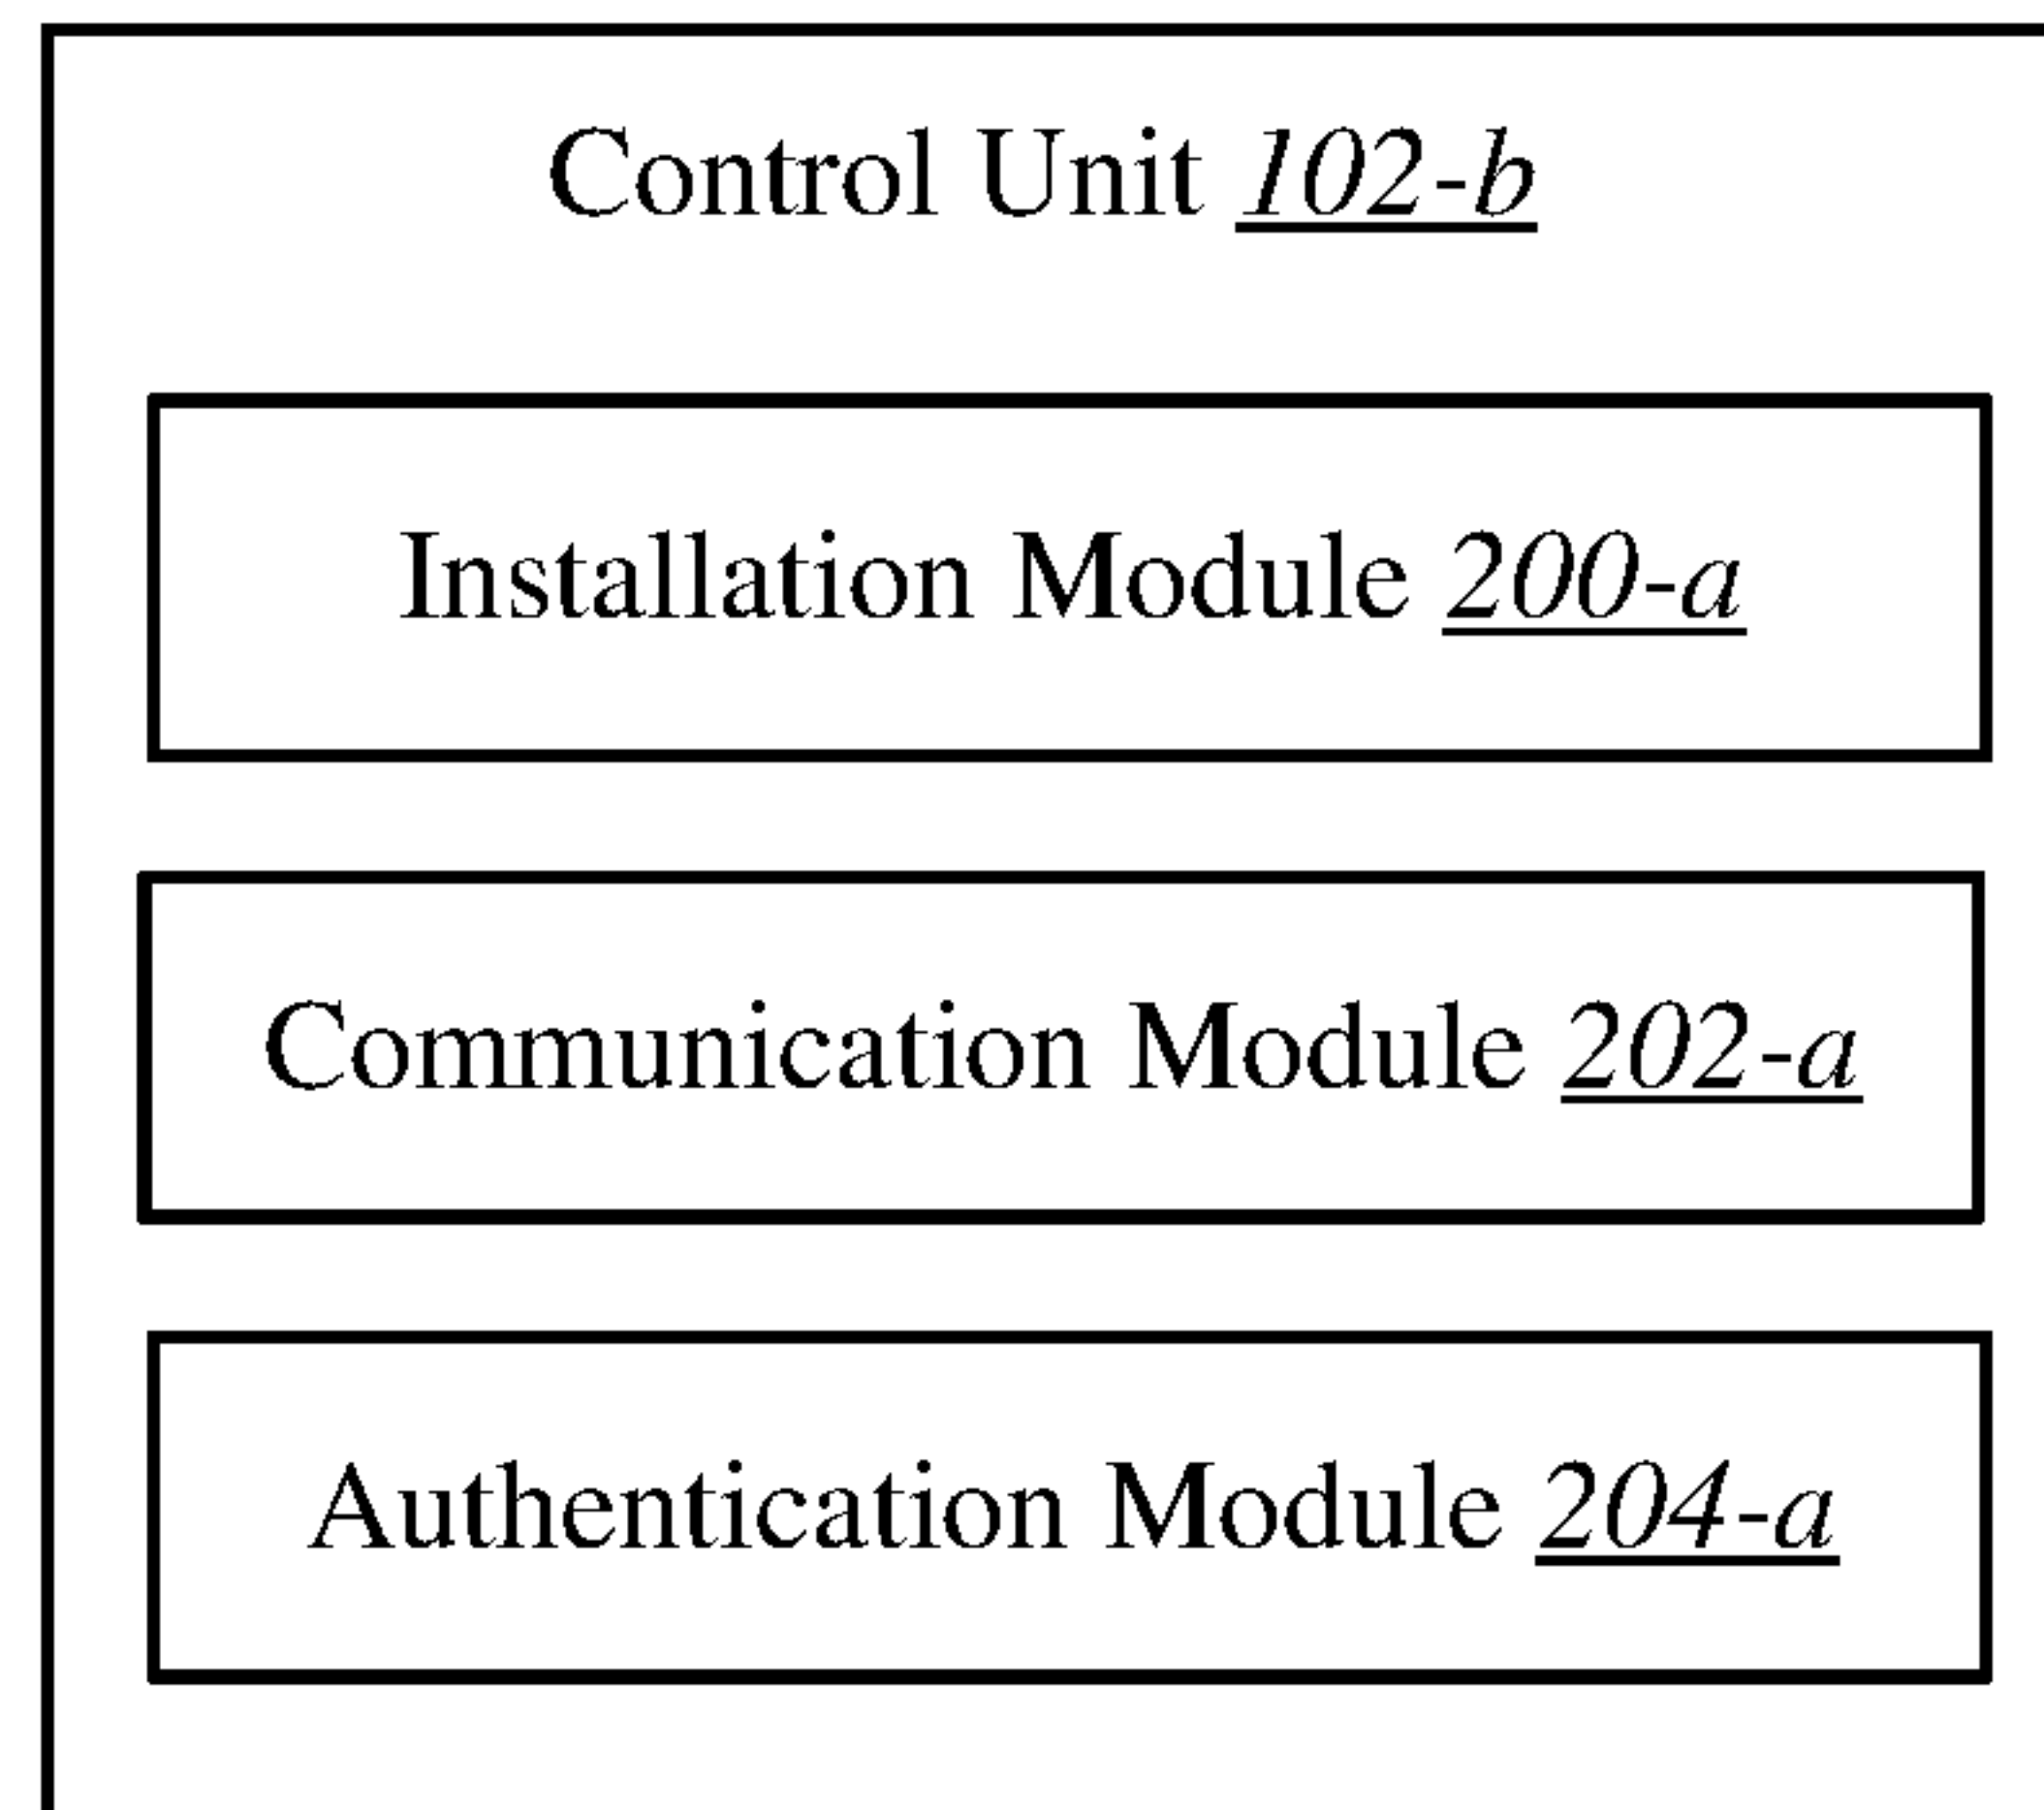 Control Unit 102-b
Installation Module 200-a
Communication Module 202-a
Authentication Module 204-a